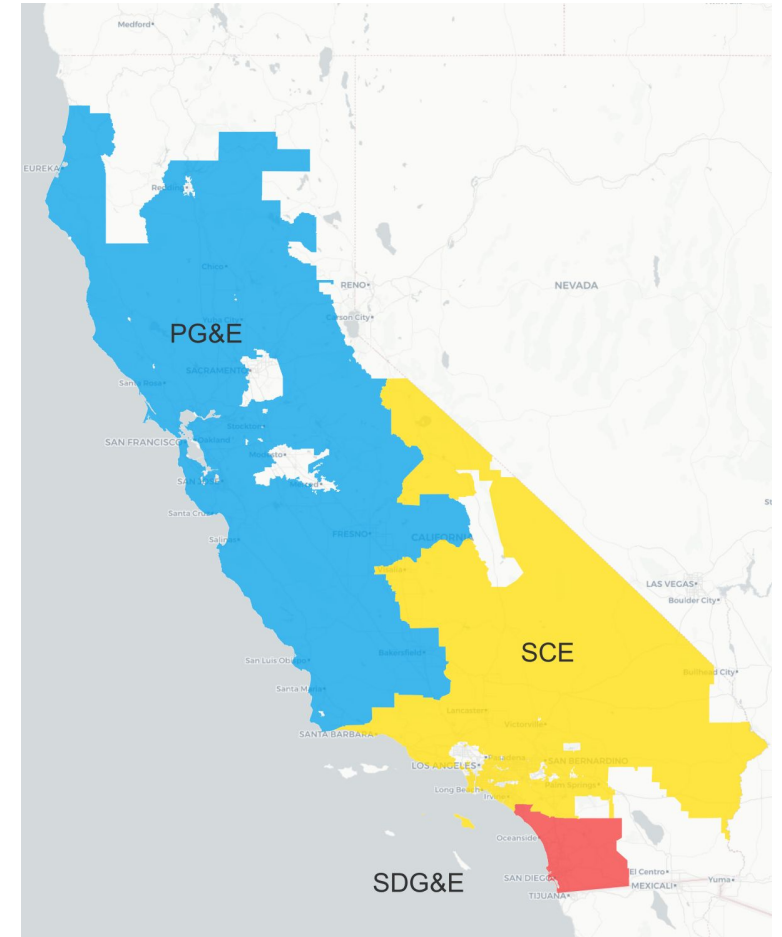 Medford
EUREKA
Redding
Chico
RENO
NEVADA
Carson City
Yuba City
PG&E
SACRAMENTO
Santa Rosa
Stockton
SAN FRANCISCO
Oakland
Modesto
SAN JOSE
Merced
Santa Cruz
Salinas
FRESNO
CALIFORNIA
Visalia
LAS VEGAS
Boulder City
SCE
Bakersfield
San Luis Obispo
Bullhead City
Santa Maria
Lancaster
Victorville
SANTA BARBARA
Pasadena
SAN BERNARDINO
LOS ANGELES
Palm Springs
Long Beach
Irvine
Oceanside
SDG&E
SAN DIEGO
El Centro
MEXICALI
Yuma
TIJUANA